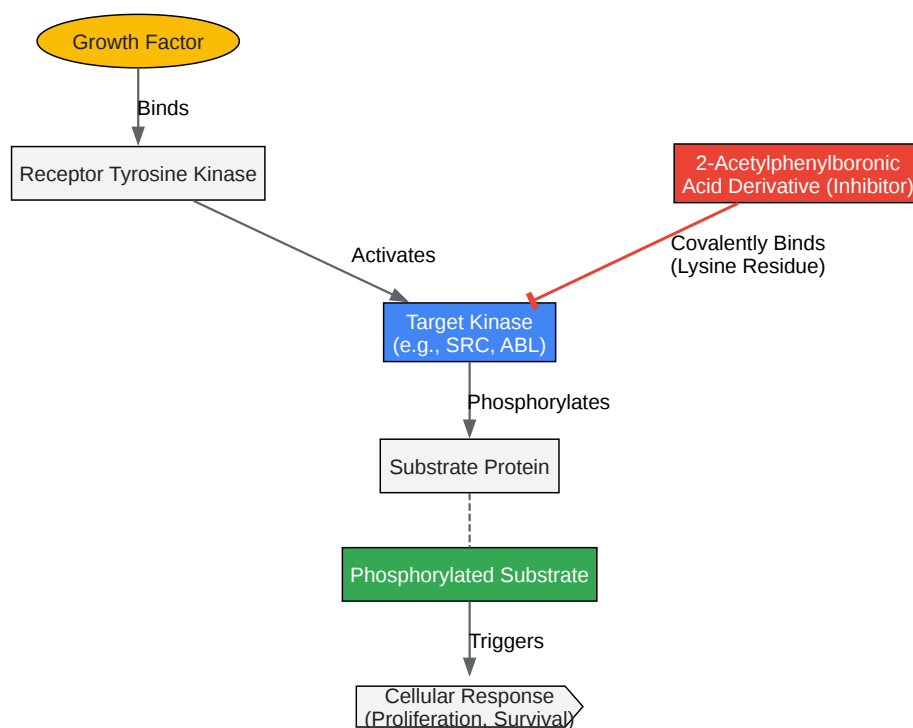 Growth Factor
Binds
Receptor Tyrosine Kinase
2-Acetylphenylboronic
Acid Derivative (Inhibitor)
Activates
Covalently Binds
(Lysine Residue)
Target Kinase
(e.g., SRC, ABL)
Phosphorylates
Substrate Protein
Phosphorylated Substrate
Triggers
Cellular Response
(Proliferation, Survival)